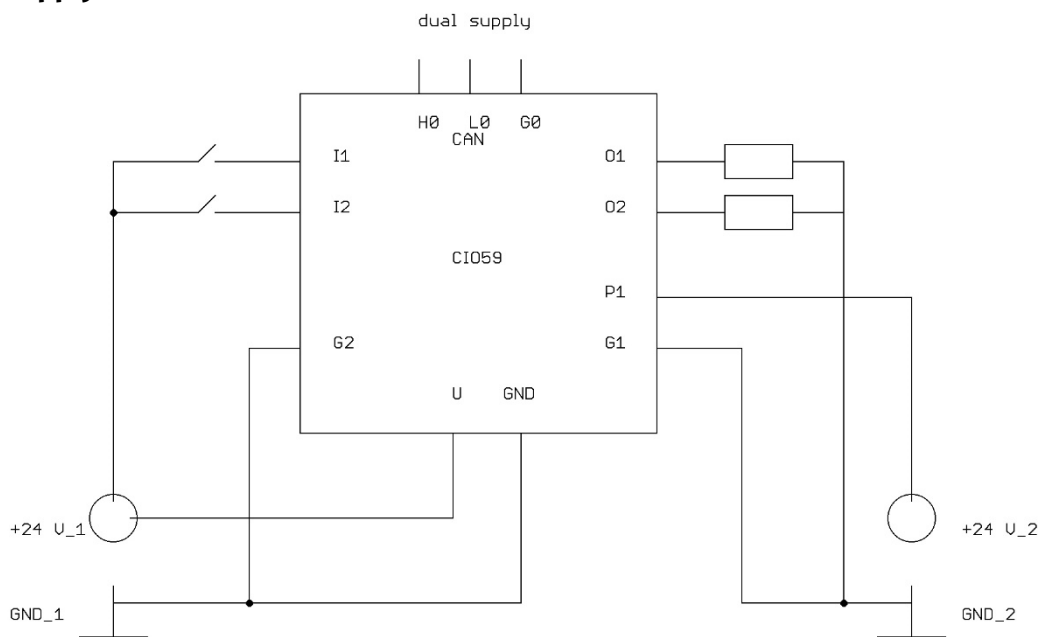 dual supply
H0 L0 G0
CAN
I1 O1
I2 O2
CIO59
P1
G2 G1
U GND
+24 V_1 +24 V_2
GND_1 GND_2